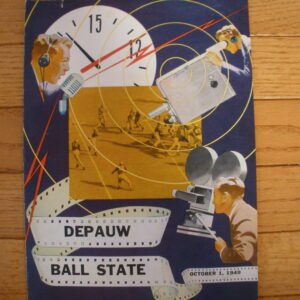 15
12
DEPAUW
BALL STATE
OCTOBER 1, 1949